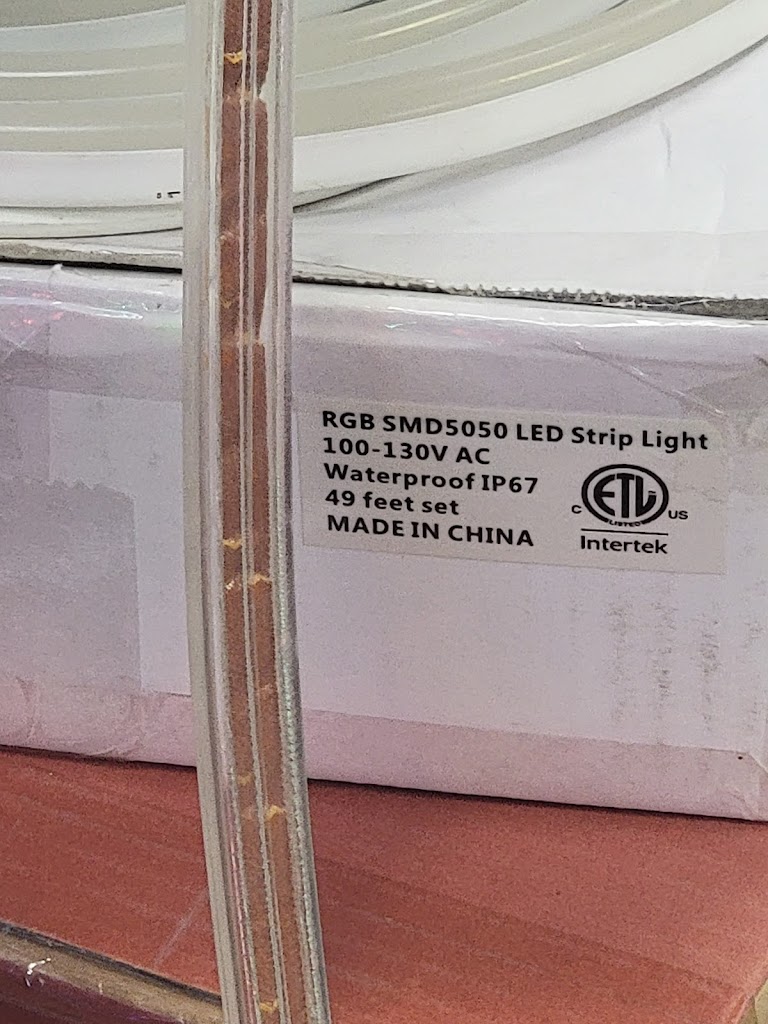 RGB SMD5050 LED Strip Light
100-130V AC
Waterproof IP67
49 feet set
MADE IN CHINA
ETL
C US
LISTED
Intertek